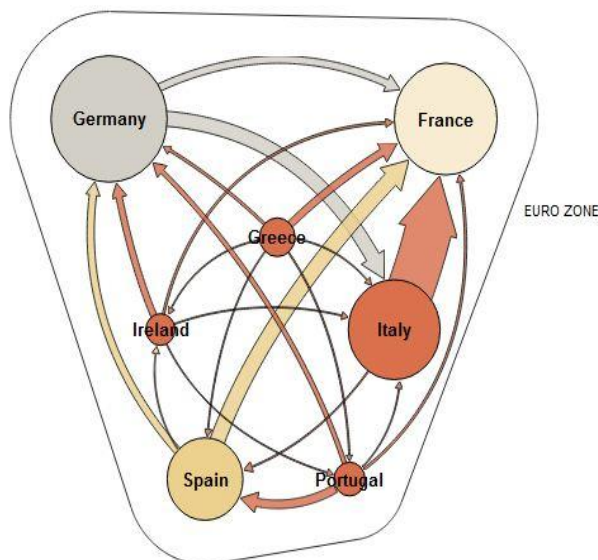 Germany
France
EURO ZONE
Greece
Ireland
Italy
Spain
Portugal